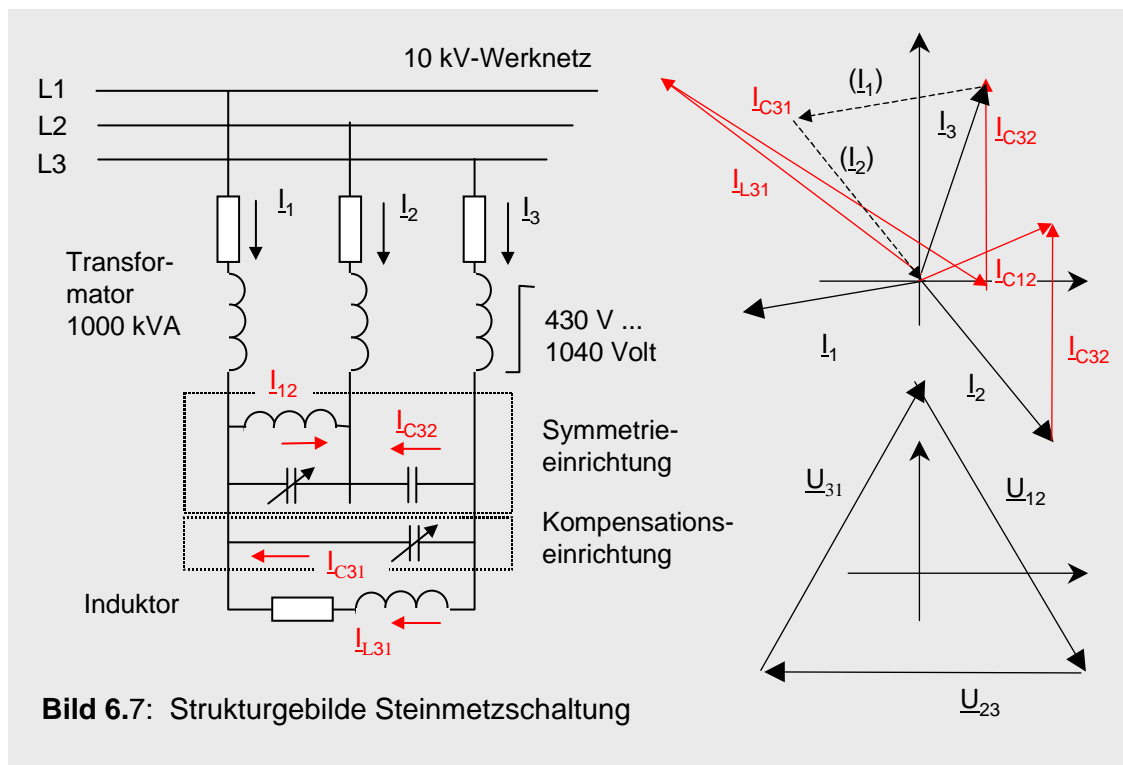 10 kV-Werknetz
L1
L2
L3
I1
I2
I3
Transfor-
mator
1000 kVA
430 V ...
1040 Volt
I12
IC32
Symmetrie-
einrichtung
Kompensations-
einrichtung
IC31
Induktor
IL31
(I1)
IC31
I3
IC32
(I2)
IL31
IC12
I1
I2
IC32
U31
U12
U23
Bild 6.7: Strukturgebilde Steinmetzschaltung